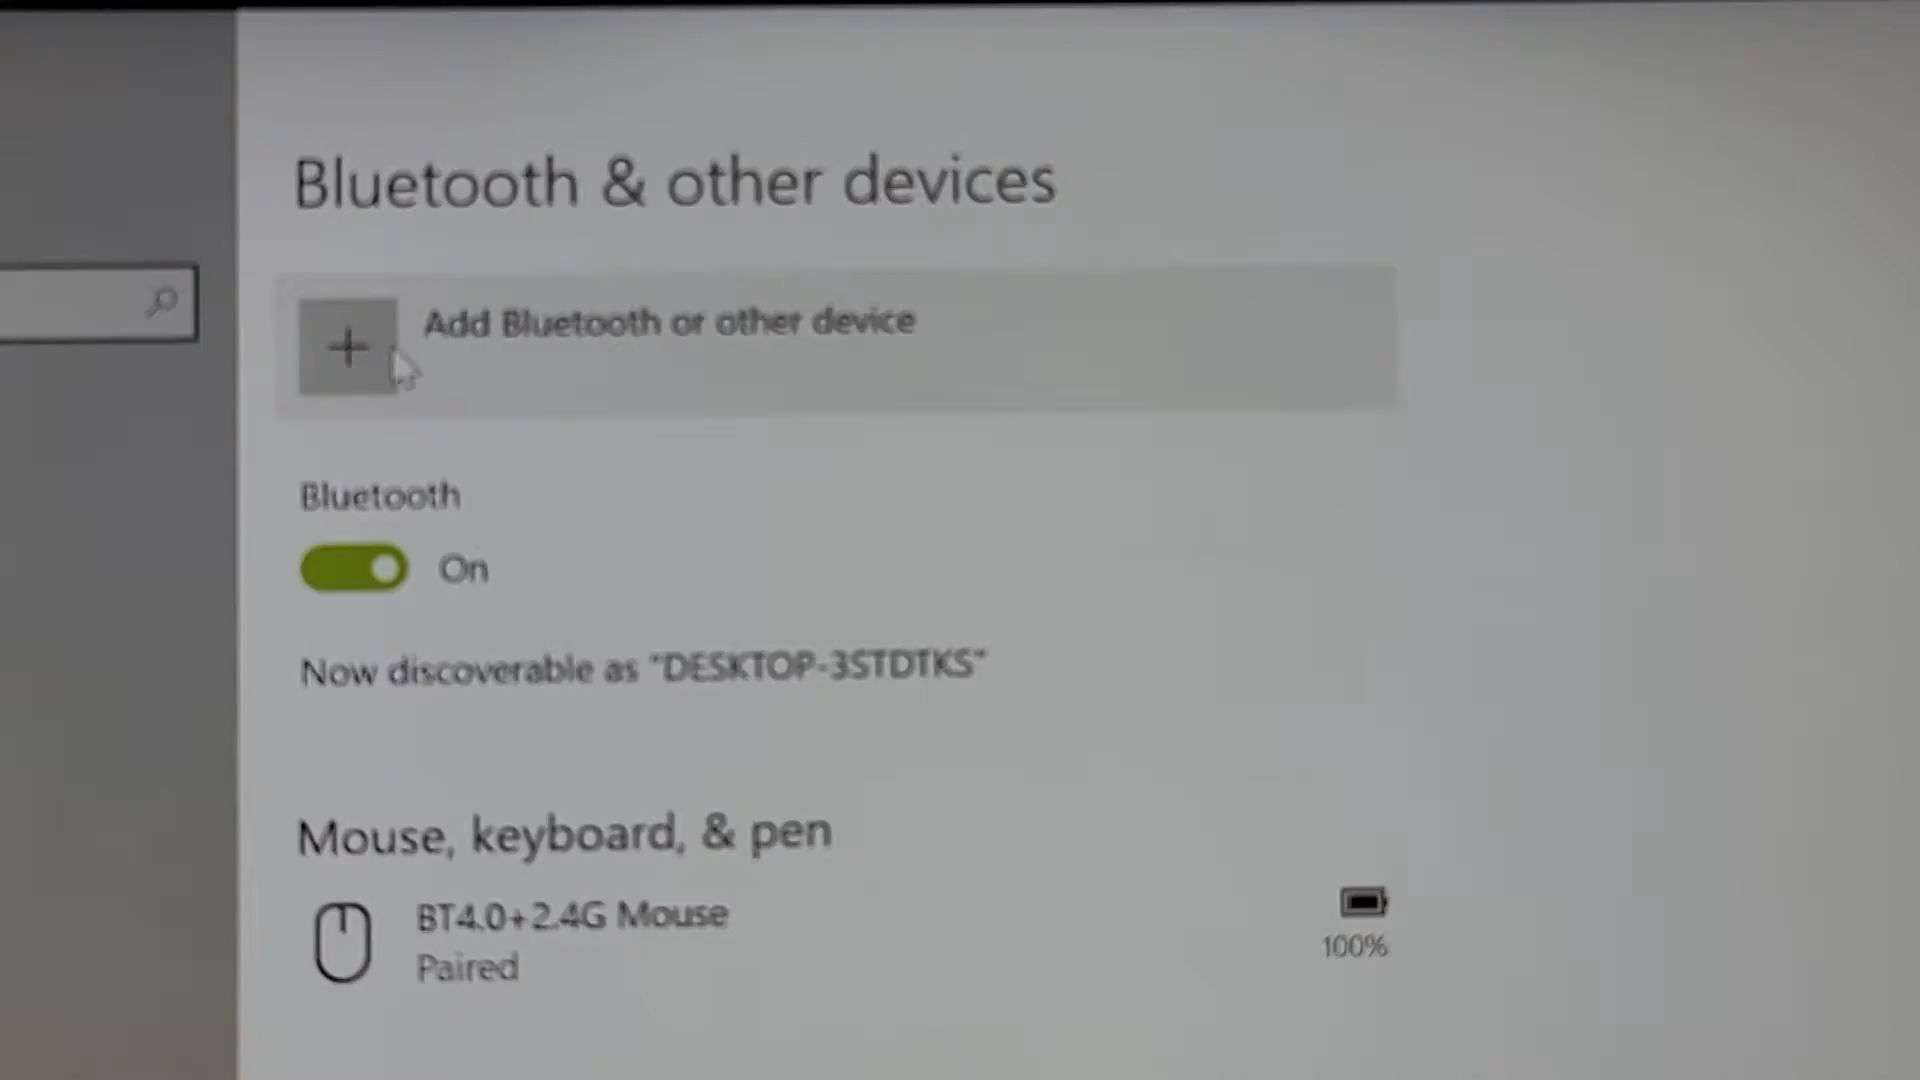 Bluetooth & other devices
Add Bluetooth or other device
Bluetooth
On
Now discoverable as "DESKTOP-3STDTKS"
Mouse, keyboard, & pen
BT4.0+2.4G Mouse
Paired
100%